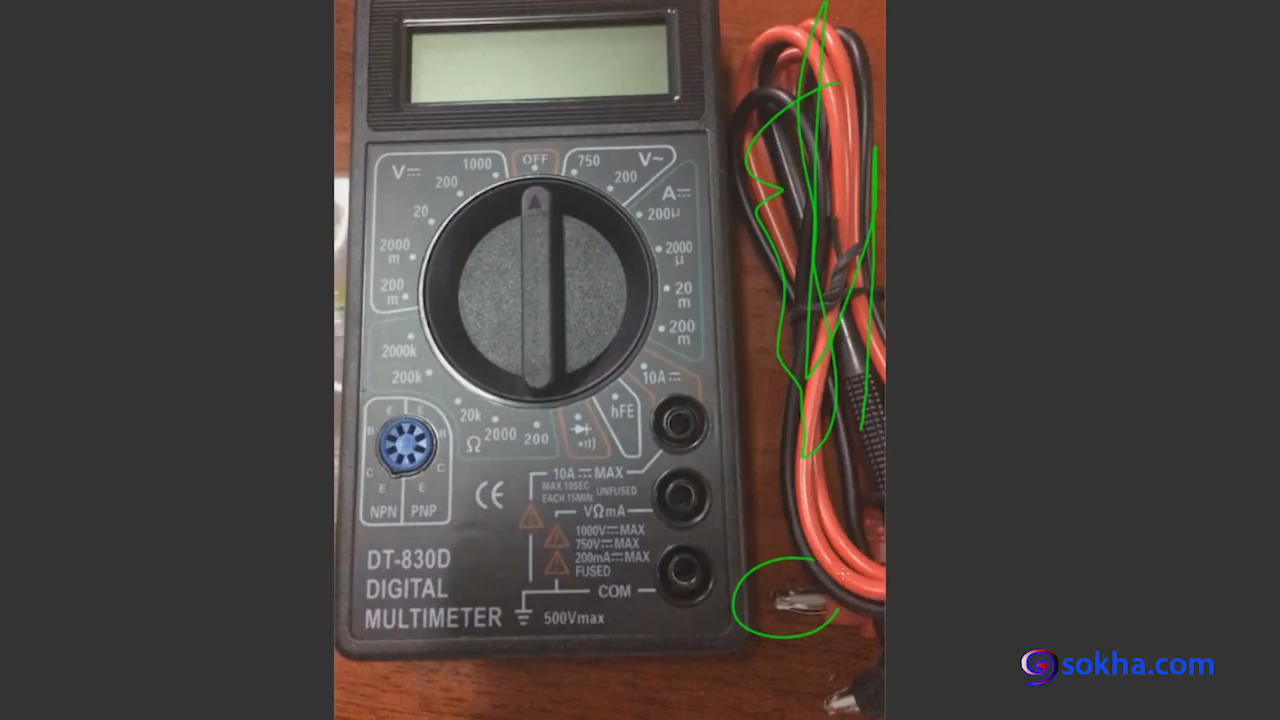 OFF
V⎓
1000
200
20
2000
m
200
m
750
V~
200
A⎓
200µ
2000
µ
20
m
200
m
10A⎓
hFE
2000k
200k
20k
2000
200
Ω
E E
B B
C C
E E
NPN PNP
CE
10A⎓MAX
MAX 10SEC
EACH 15MIN
UNFUSED
VΩmA
1000V⎓MAX
750V⎓MAX
200mA⎓MAX
FUSED
COM
500Vmax
DT-830D
DIGITAL
MULTIMETER
sokha.com